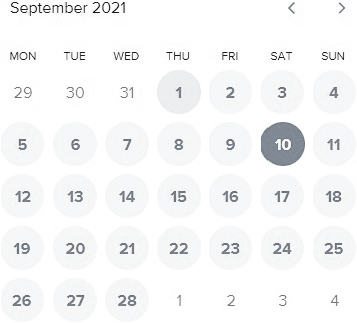 September 2021
MON TUE WED THU FRI SAT SUN
29 30 31 1 2 3 4
5 6 7 8 9 10 11
12 13 14 15 16 17 18
19 20 21 22 23 24 25
26 27 28 1 2 3 4